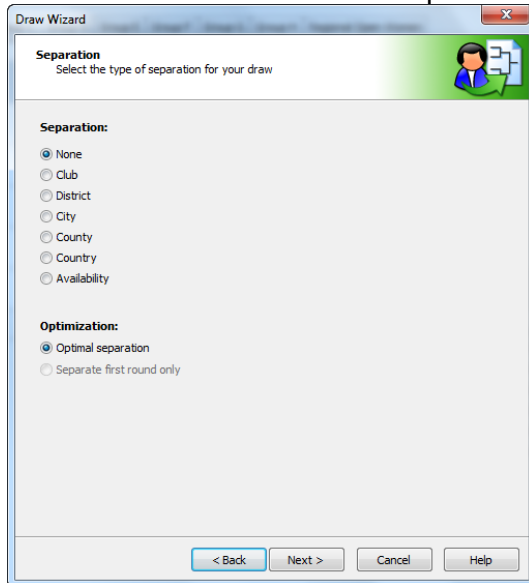 Draw Wizard
Separation
Select the type of separation for your draw
Separation:
None
Club
District
City
County
Country
Availability
Optimization:
Optimal separation
Separate first round only
< Back
Next >
Cancel
Help